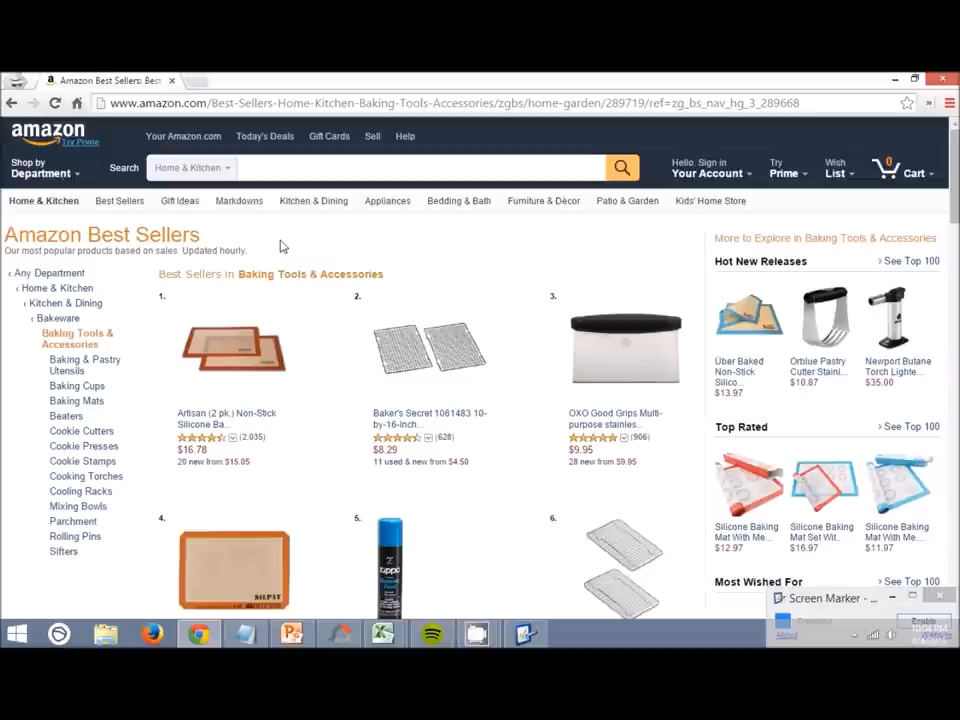 Amazon Best Sellers: Best
www.amazon.com/Best-Sellers-Home-Kitchen-Baking-Tools-Accessories/zgbs/home-garden/289719/ref=zg_bs_nav_hg_3_289668
amazon
Try Prime
Your Amazon.com Today's Deals Gift Cards Sell Help
Shop by
Department
Search Home & Kitchen
Hello. Sign in
Your Account
Try
Prime
Wish
List
0
Cart
Home & Kitchen Best Sellers Gift Ideas Markdowns Kitchen & Dining Appliances Bedding & Bath Furniture & Décor Patio & Garden Kids' Home Store
Amazon Best Sellers
Our most popular products based on sales. Updated hourly.
‹ Any Department
‹ Home & Kitchen
‹ Kitchen & Dining
‹ Bakeware
Baking Tools &
Accessories
Baking & Pastry
Utensils
Baking Cups
Baking Mats
Beaters
Cookie Cutters
Cookie Presses
Cookie Stamps
Cooking Torches
Cooling Racks
Mixing Bowls
Parchment
Rolling Pins
Sifters
Best Sellers in Baking Tools & Accessories
1.
Artisan (2 pk.) Non-Stick
Silicone Ba...
(2,035)
$16.78
20 new from $15.05
2.
Baker's Secret 1061483 10-
by-16-Inch...
(628)
$8.29
11 used & new from $4.50
3.
OXO Good Grips Multi-
purpose stainles...
(906)
$9.95
28 new from $9.95
4.
SILPAT
5.
zippo
6.
More to Explore in Baking Tools & Accessories
Hot New Releases › See Top 100
Über Baked
Non-Stick
Silico...
$13.97
Orblue Pastry
Cutter Stainl...
$10.87
Newport Butane
Torch Lighte...
$35.00
Top Rated › See Top 100
Silicone Baking
Mat With Me...
$12.97
Silicone Baking
Mat Set Wit...
$16.97
Silicone Baking
Mat With Me...
$11.97
Most Wished For › See Top 100
Screen Marker - ...
Enable
About